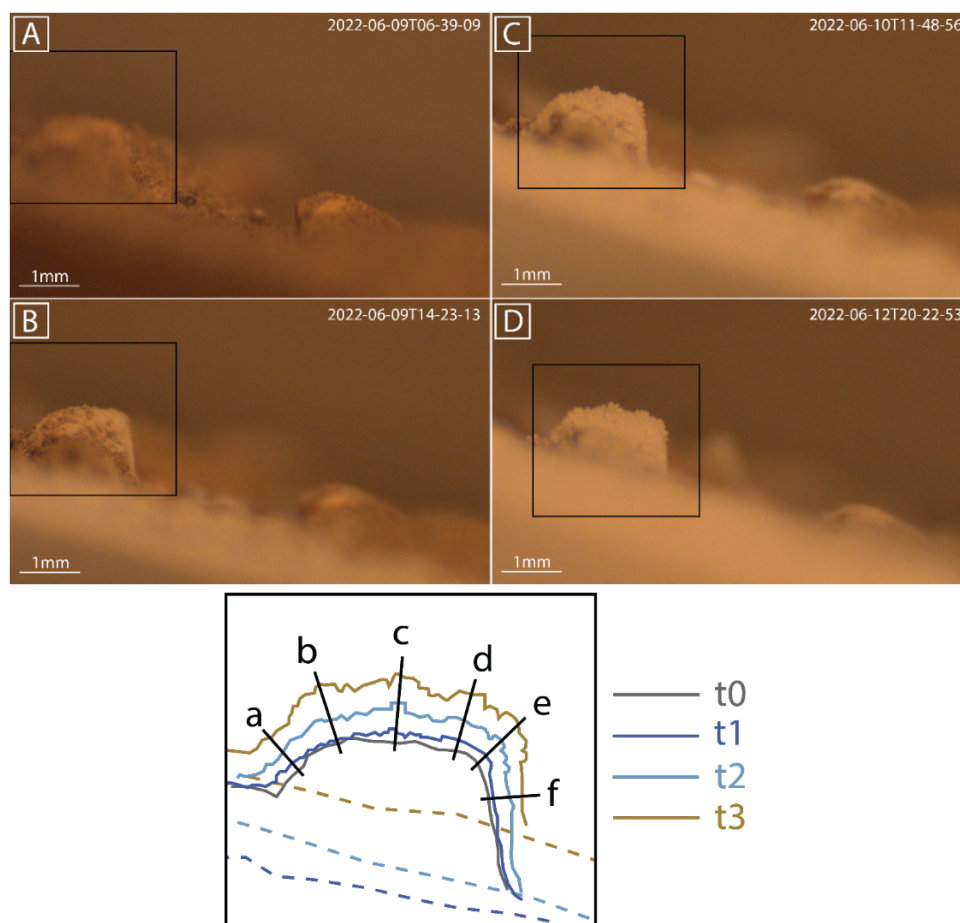 A
2022-06-09T06-39-09
1mm
C
2022-06-10T11-48-56
B
2022-06-09T14-23-13
1mm
D
2022-06-12T20-22-53
1mm
1mm
a
b
c
d
e
f
t0
t1
t2
t3